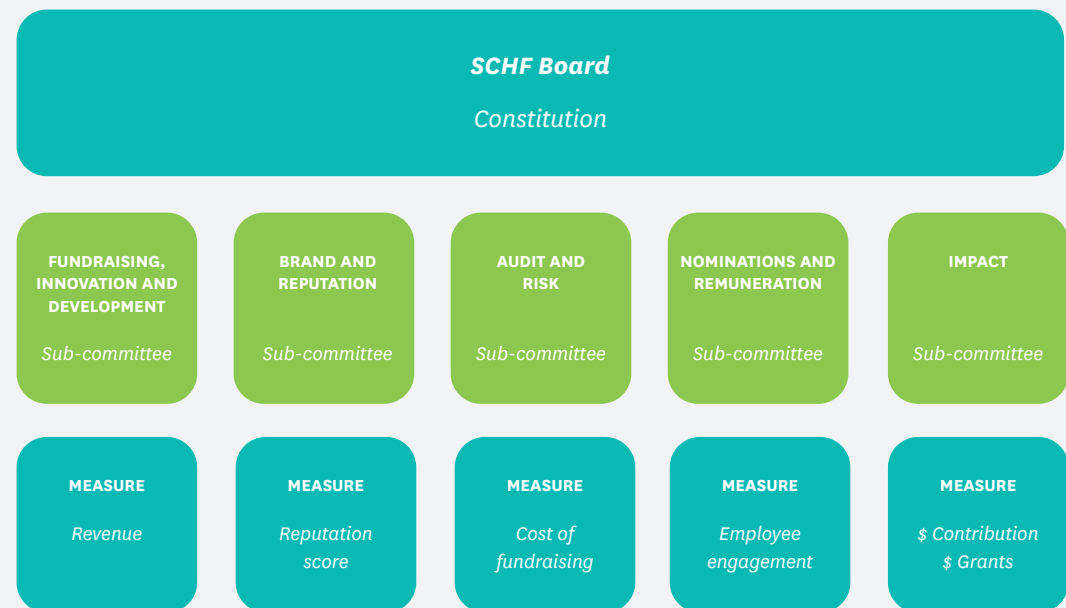 SCHF Board
Constitution
FUNDRAISING,
INNOVATION AND
DEVELOPMENT
Sub-committee
BRAND AND
REPUTATION
Sub-committee
AUDIT AND
RISK
Sub-committee
NOMINATIONS AND
REMUNERATION
Sub-committee
IMPACT
Sub-committee
MEASURE
Revenue
MEASURE
Reputation
score
MEASURE
Cost of
fundraising
MEASURE
Employee
engagement
MEASURE
$ Contribution
$ Grants